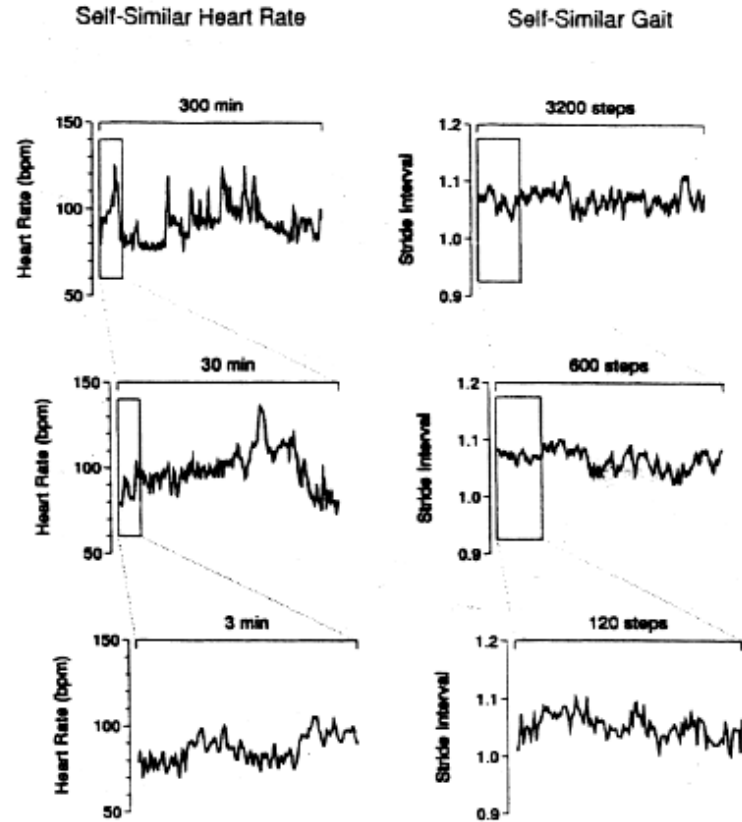 Self-Similar Heart Rate
Self-Similar Gait
300 min
150
100
50
Heart Rate (bpm)
3200 steps
1.2
1.1
1.0
0.9
Stride Interval
30 min
150
100
50
Heart Rate (bpm)
600 steps
1.2
1.1
1.0
0.9
Stride Interval
3 min
150
100
50
Heart Rate (bpm)
120 steps
1.2
1.1
1.0
0.9
Stride Interval